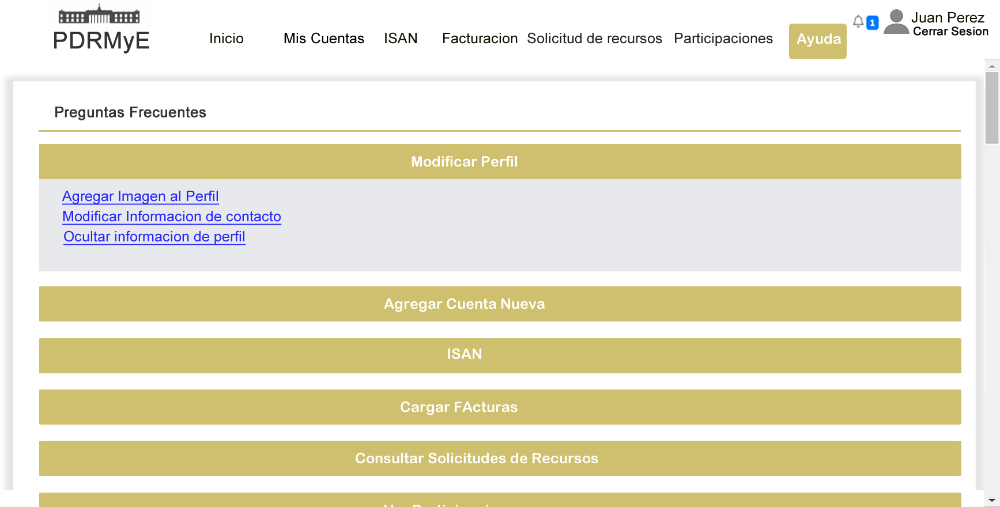 PDRMyE
Inicio Mis Cuentas ISAN Facturacion Solicitud de recursos Participaciones Ayuda
1
Juan Perez
Cerrar Sesion
Preguntas Frecuentes
Modificar Perfil
Agregar Imagen al Perfil
Modificar Informacion de contacto
Ocultar informacion de perfil
Agregar Cuenta Nueva
ISAN
Cargar FActuras
Consultar Solicitudes de Recursos